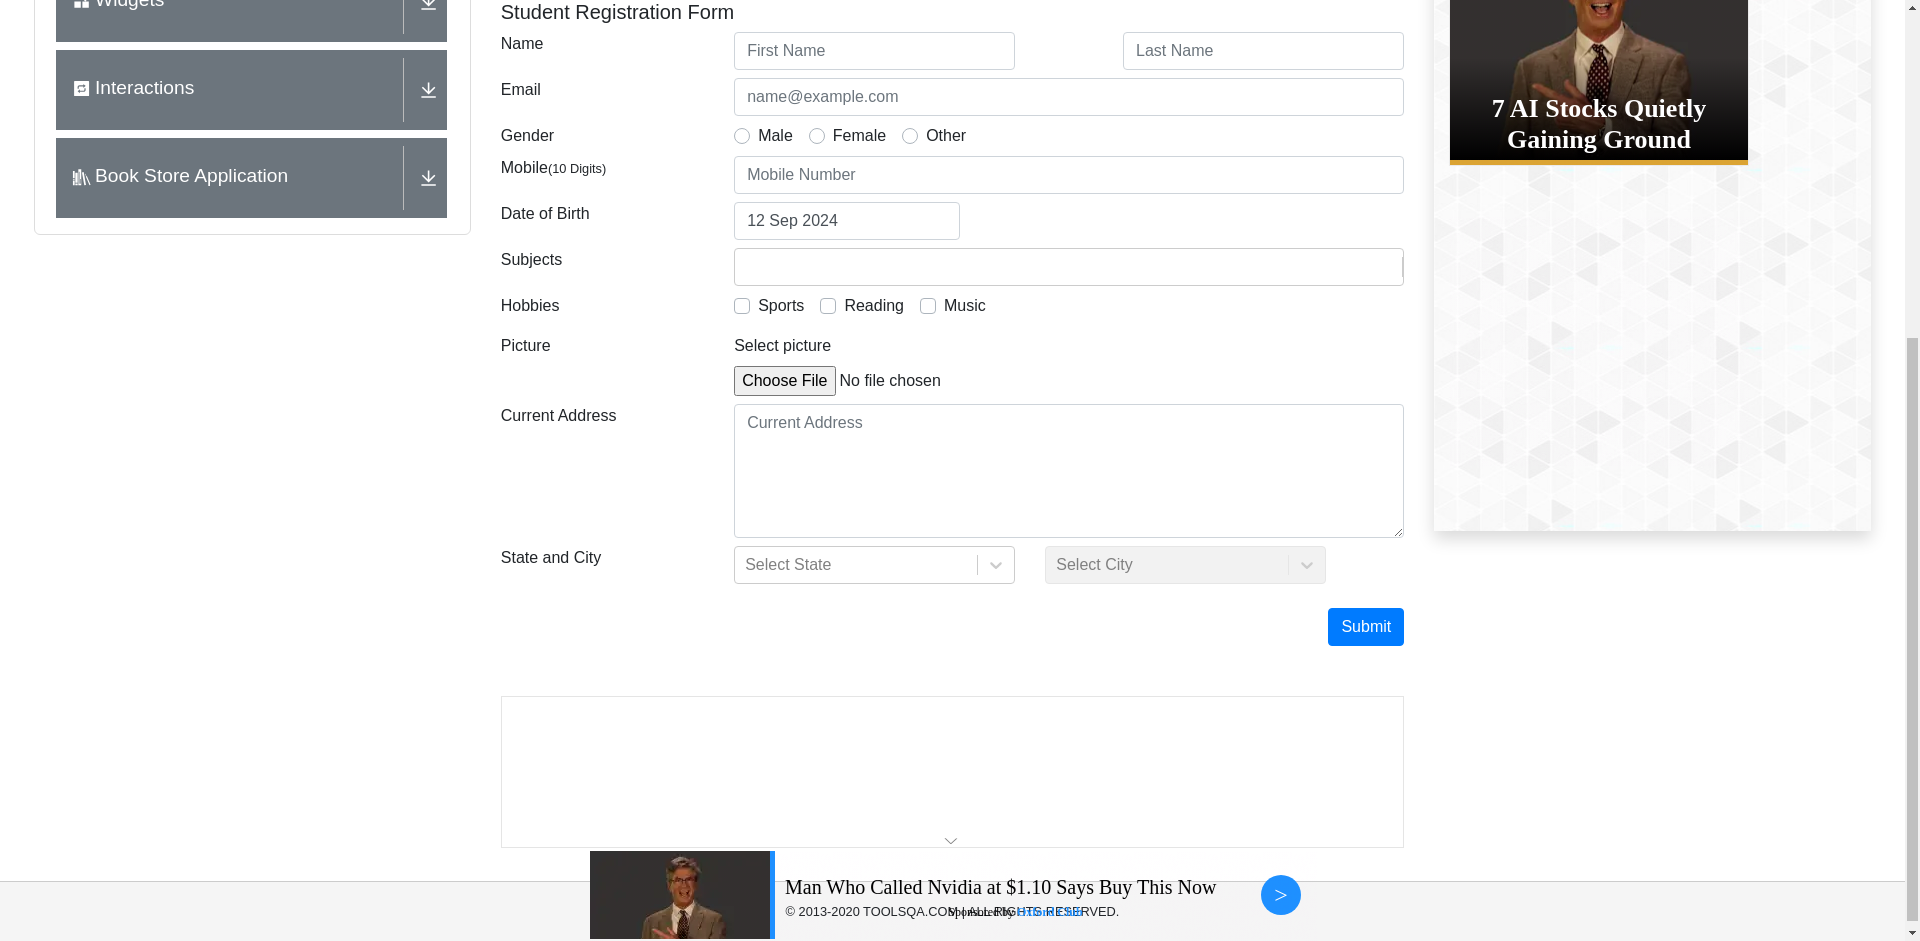 Widgets
Interactions
Book Store Application
Student Registration Form
Name
First Name
Last Name
Email
name@example.com
Gender
Male
Female
Other
Mobile(10 Digits)
Mobile Number
Date of Birth
12 Sep 2024
Subjects
Hobbies
Sports
Reading
Music
Picture
Select picture
Choose File No file chosen
Current Address
Current Address
State and City
Select State
Select City
Submit
7 AI Stocks Quietly
Gaining Ground
Man Who Called Nvidia at $1.10 Says Buy This Now
>
© 2013-2020 TOOLSQA.COM | ALL RIGHTS RESERVED.
Sponsored by